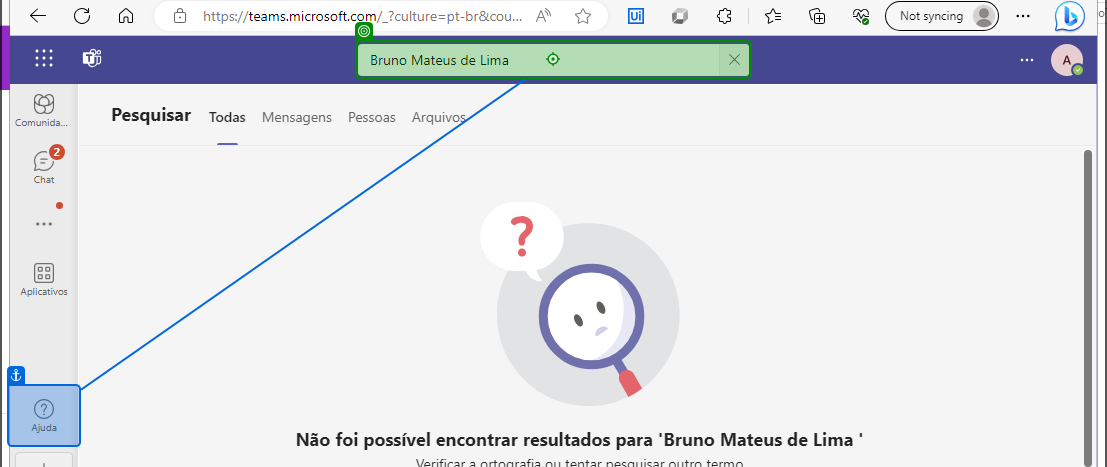 https://teams.microsoft.com/_?culture=pt-br&cou...
Not syncing
Bruno Mateus de Lima
A
Pesquisar Todas Mensagens Pessoas Arquivos
Comunida...
2
Chat
Aplicativos
?
Ajuda
Não foi possível encontrar resultados para 'Bruno Mateus de Lima '
Verificar a ortografia ou tentar pesquisar outro termo.